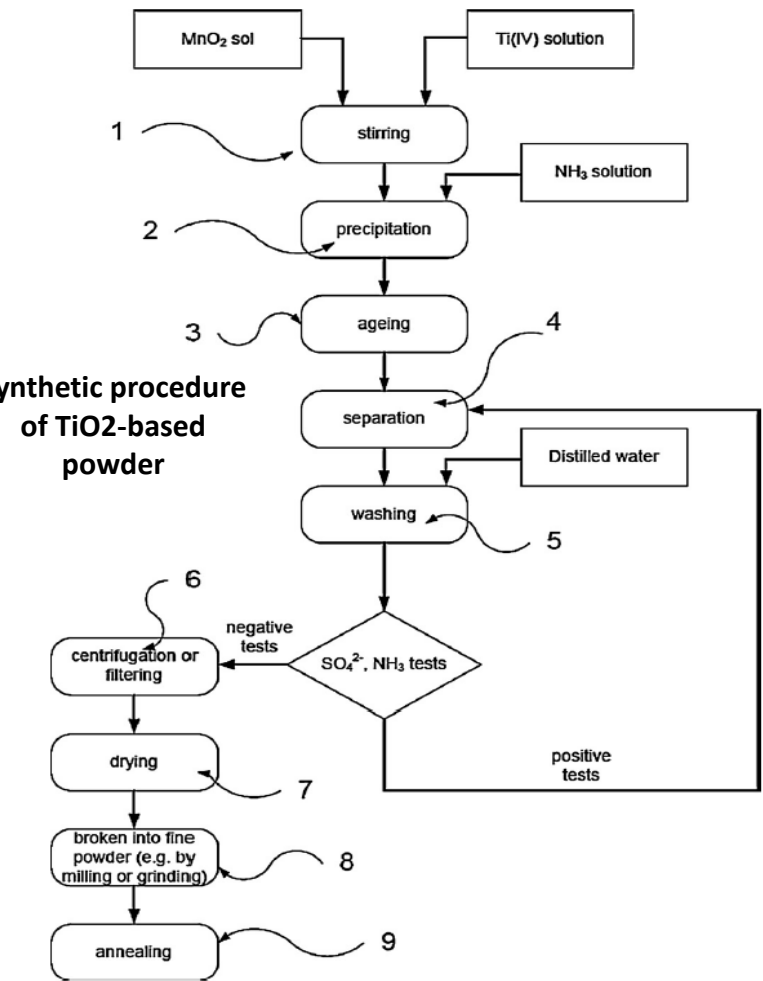 MnO₂ sol
Ti(IV) solution
1
stirring
NH₃ solution
2
precipitation
3
ageing
4
ynthetic procedure
of TiO2-based
powder
separation
Distilled water
washing
5
6
negative
tests
centrifugation or
filtering
SO₄²⁻, NH₃ tests
drying
positive
tests
7
broken into fine
powder (e.g. by
milling or grinding)
8
annealing
9